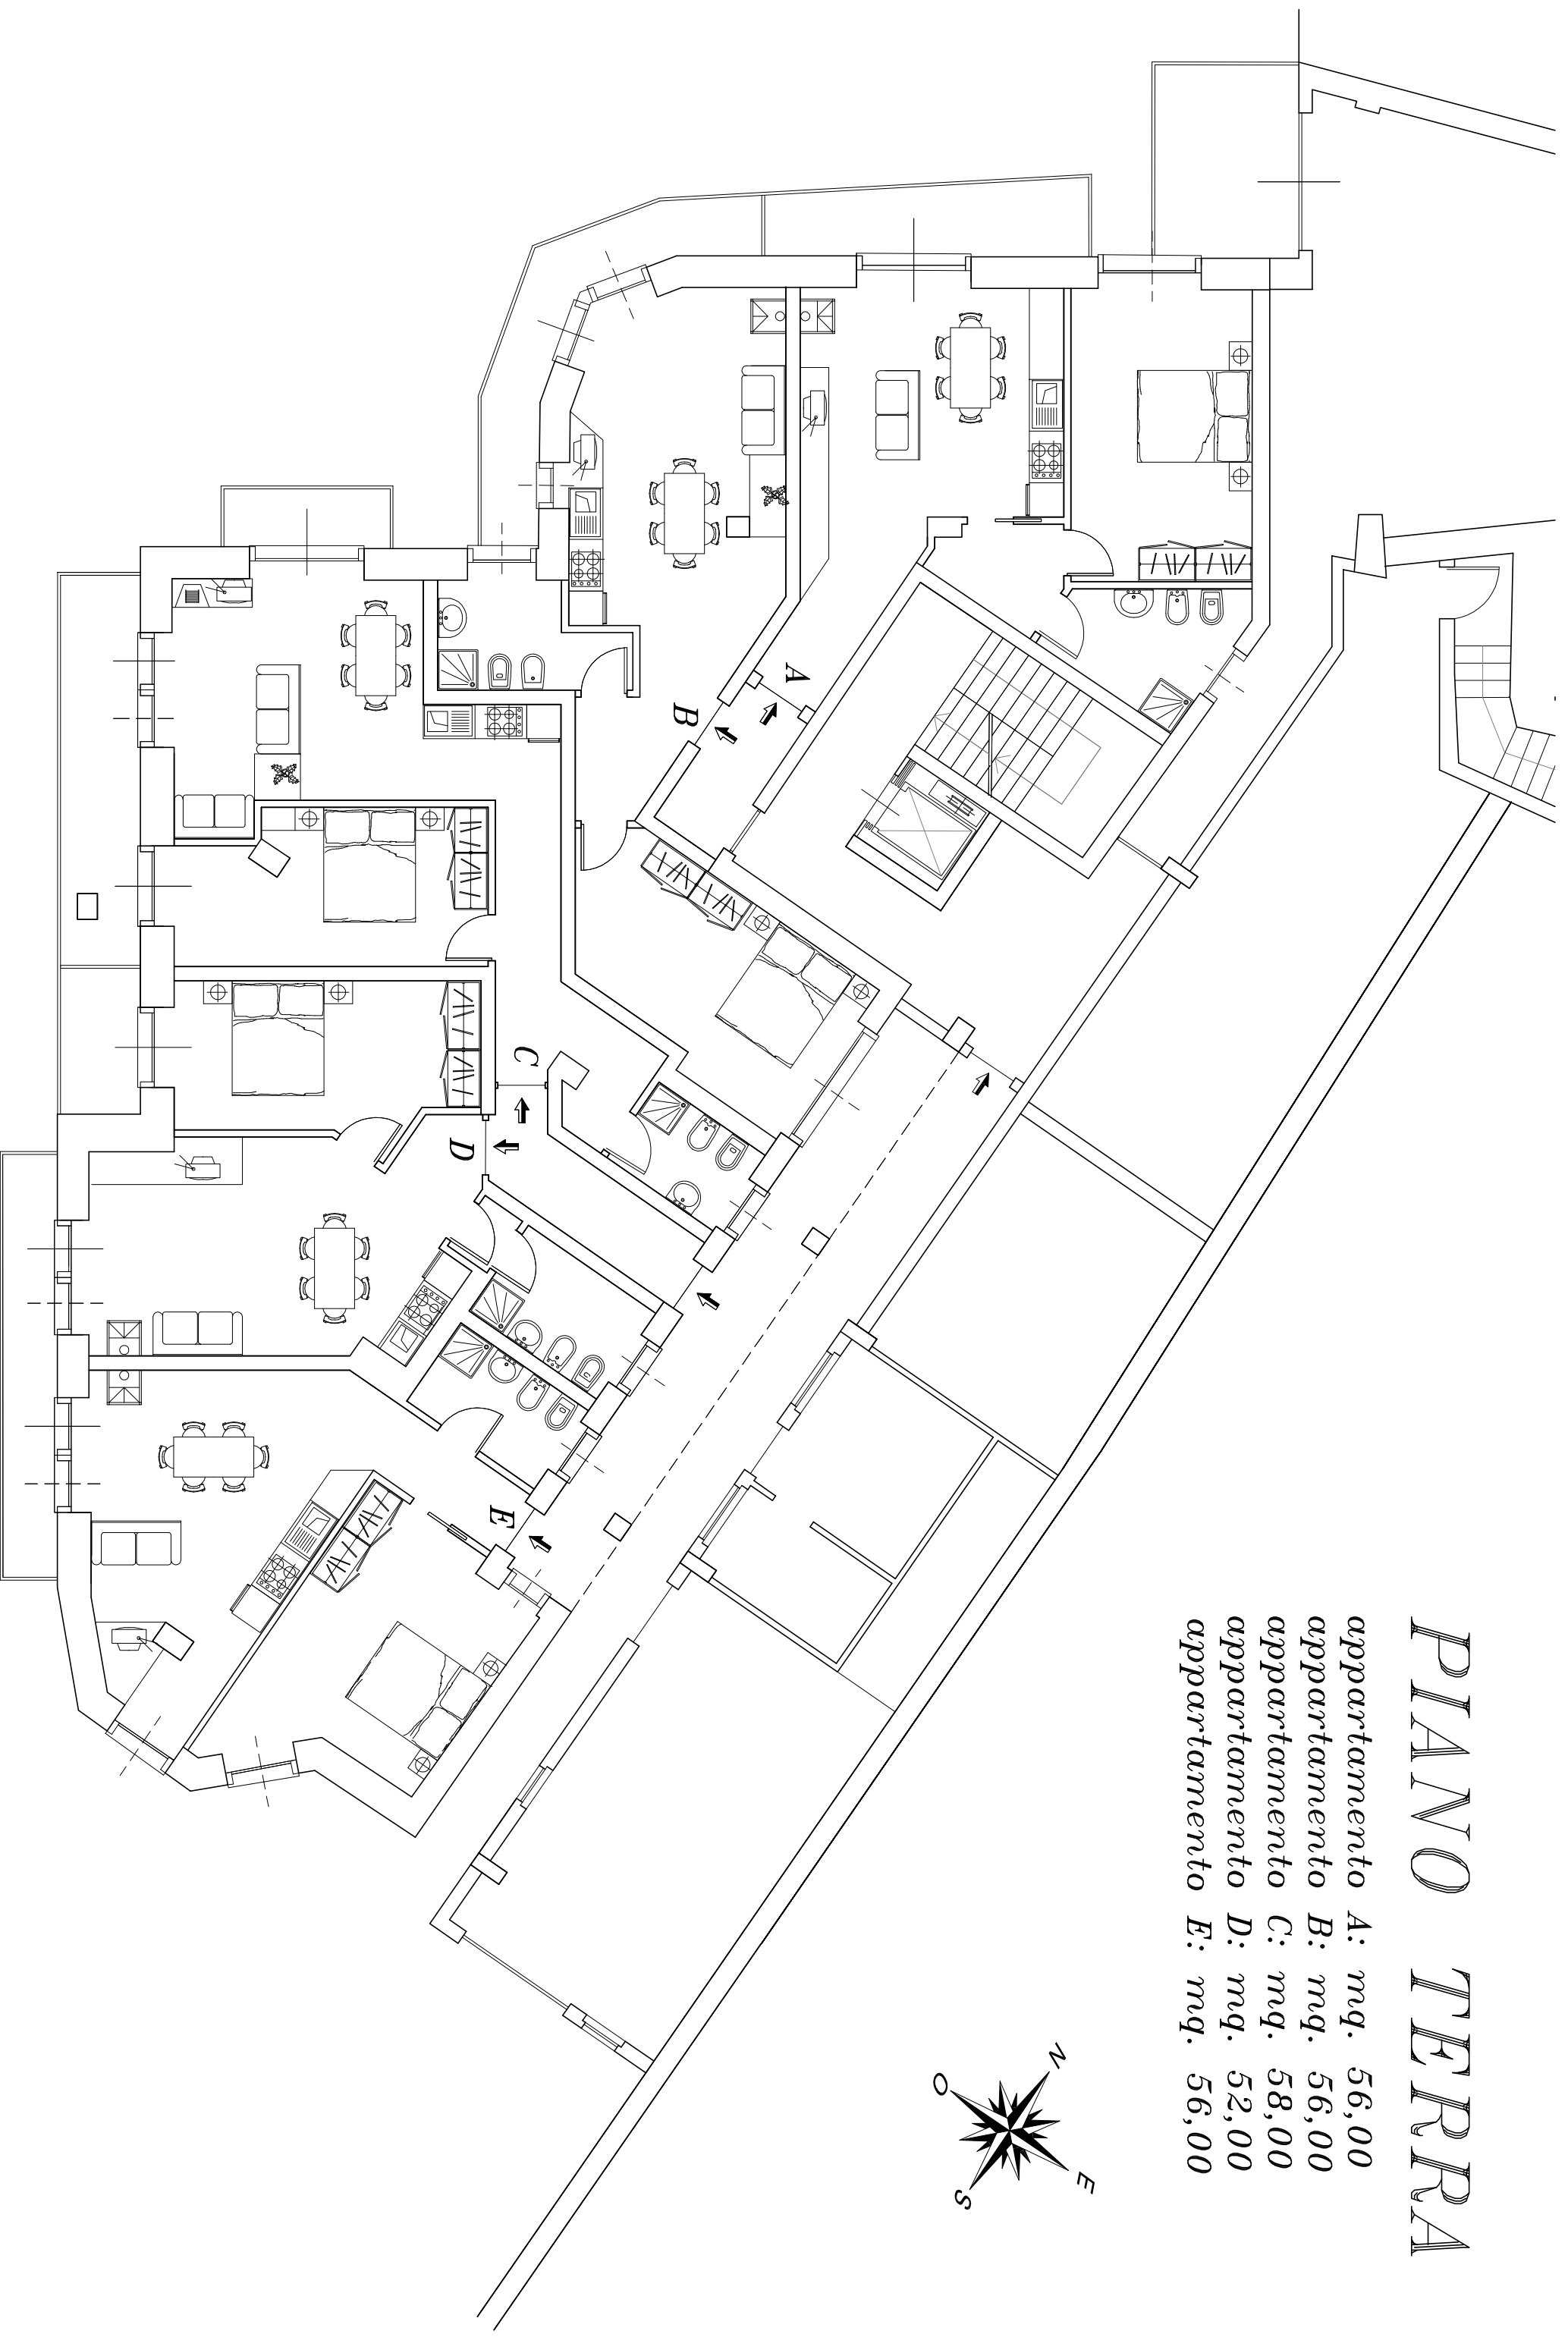 PIANO TERRA
appartamento A: mq. 56,00
appartamento B: mq. 56,00
appartamento C: mq. 58,00
appartamento D: mq. 52,00
appartamento E: mq. 56,00
A
B
C
D
E
N
O
E
S